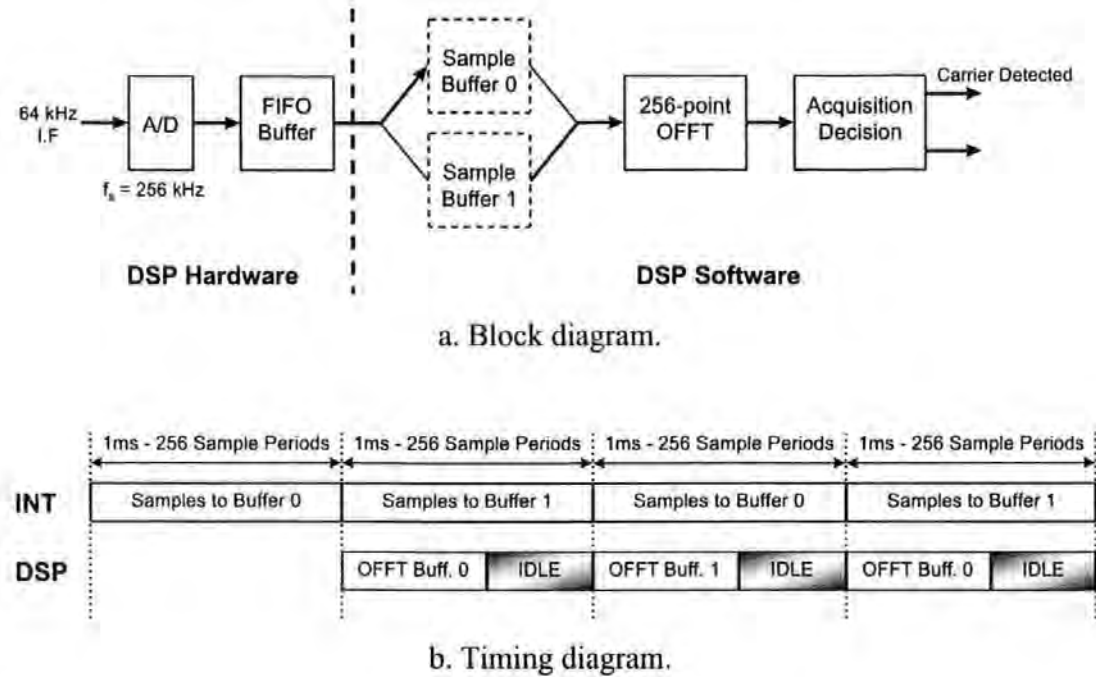 64 kHz
I.F
A/D
f_s = 256 kHz
FIFO
Buffer
Sample
Buffer 0
Sample
Buffer 1
256-point
OFFT
Acquisition
Decision
Carrier Detected
DSP Hardware
DSP Software
a. Block diagram.
1ms - 256 Sample Periods
1ms - 256 Sample Periods
1ms - 256 Sample Periods
1ms - 256 Sample Periods
INT
Samples to Buffer 0
Samples to Buffer 1
Samples to Buffer 0
Samples to Buffer 1
DSP
OFFT Buff. 0
IDLE
OFFT Buff. 1
IDLE
OFFT Buff. 0
IDLE
b. Timing diagram.